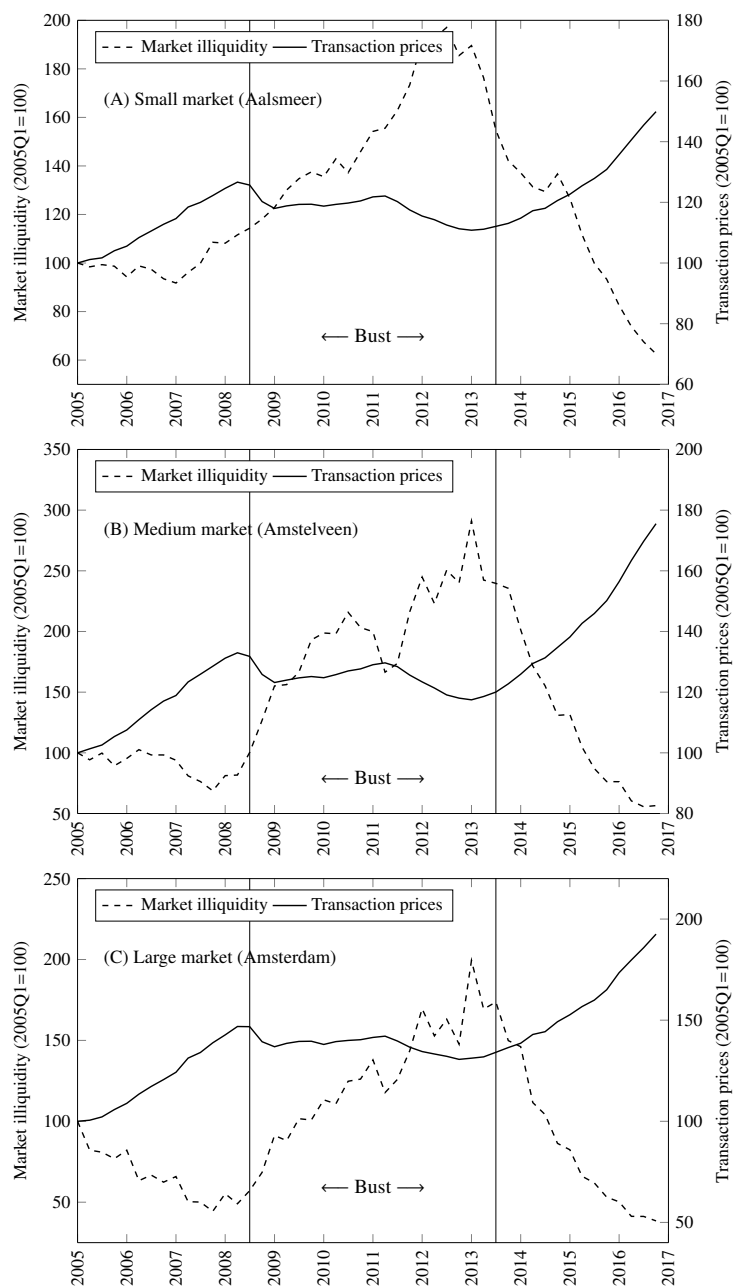 Market illiquidity Transaction prices
(A) Small market (Aalsmeer)
Market illiquidity (2005Q1=100)
200
180
160
140
120
100
80
60
Transaction prices (2005Q1=100)
180
160
140
120
100
80
60
← Bust →
2005 2006 2007 2008 2009 2010 2011 2012 2013 2014 2015 2016 2017
Market illiquidity Transaction prices
(B) Medium market (Amstelveen)
Market illiquidity (2005Q1=100)
350
300
250
200
150
100
50
Transaction prices (2005Q1=100)
200
180
160
140
120
100
80
← Bust →
2005 2006 2007 2008 2009 2010 2011 2012 2013 2014 2015 2016 2017
Market illiquidity Transaction prices
(C) Large market (Amsterdam)
Market illiquidity (2005Q1=100)
250
200
150
100
50
Transaction prices (2005Q1=100)
200
150
100
50
← Bust →
2005 2006 2007 2008 2009 2010 2011 2012 2013 2014 2015 2016 2017